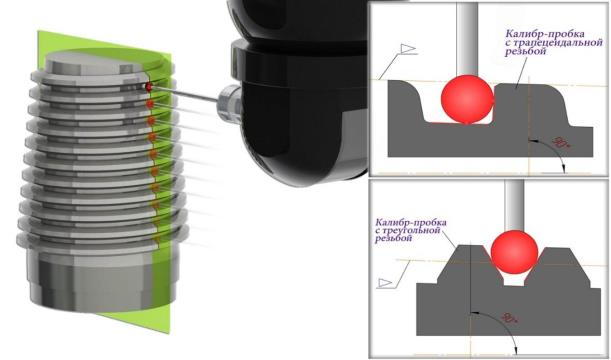 Калибр-пробка
с трапецеидальной
резьбой
90°
Калибр-пробка
с треугольной
резьбой
90°